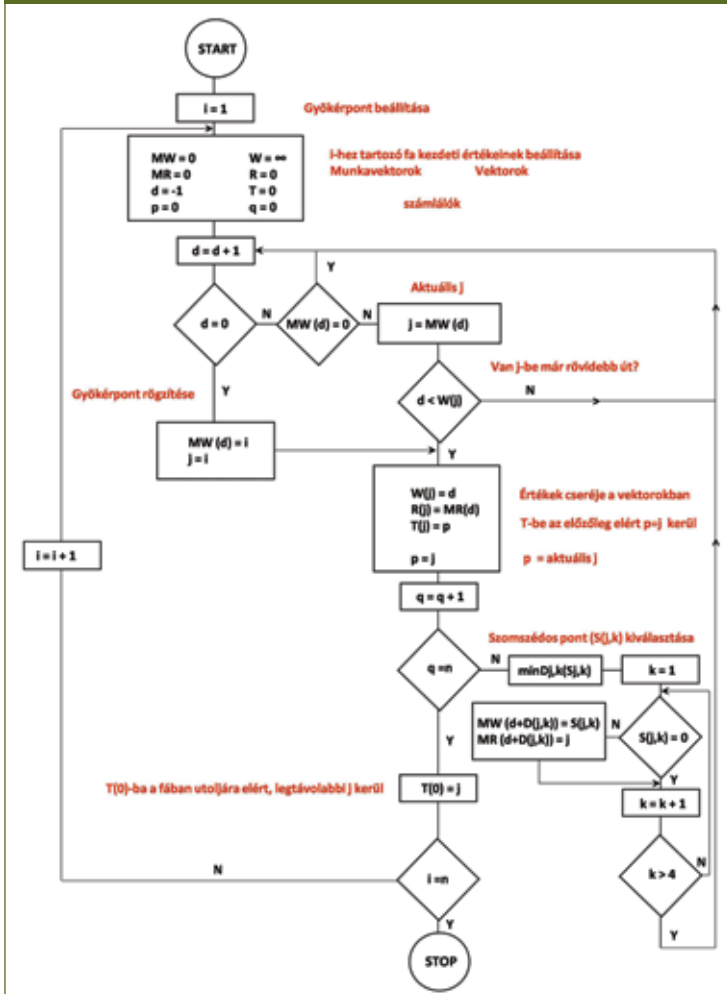 START
i = 1
Gyökérpont beállítása
MW = 0 W = ∞
MR = 0 R = 0
d = -1 T = 0
p = 0 q = 0
i-hez tartozó fa kezdeti értékeinek beállítása
Munkavektorok Vektorok
számlálók
d = d + 1
Y
Aktuális j
d = 0
N
MW (d) = 0
N
j = MW (d)
Van j-be már rövidebb út?
Y
N
Gyökérpont rögzítése
d < W(j)
MW (d) = i
j = i
Y
W(j) = d
R(j) = MR(d)
T(j) = p
p = j
Értékek cseréje a vektorokban
T-be az előzőleg elért p=j kerül
p = aktuális j
i = i + 1
q = q + 1
Szomszédos pont (S(j,k) kiválasztása
q =n
N
minDj,k(Sj,k)
k = 1
MW (d+D(j,k)) = S(j,k)
MR (d+D(j,k]) = j
N
S(j,k) = 0
Y
Y
T(0)-ba a fában utoljára elért, legtávolabbi j kerül
T(0) = j
k = k + 1
N
N
i =n
k > 4
Y
Y
STOP